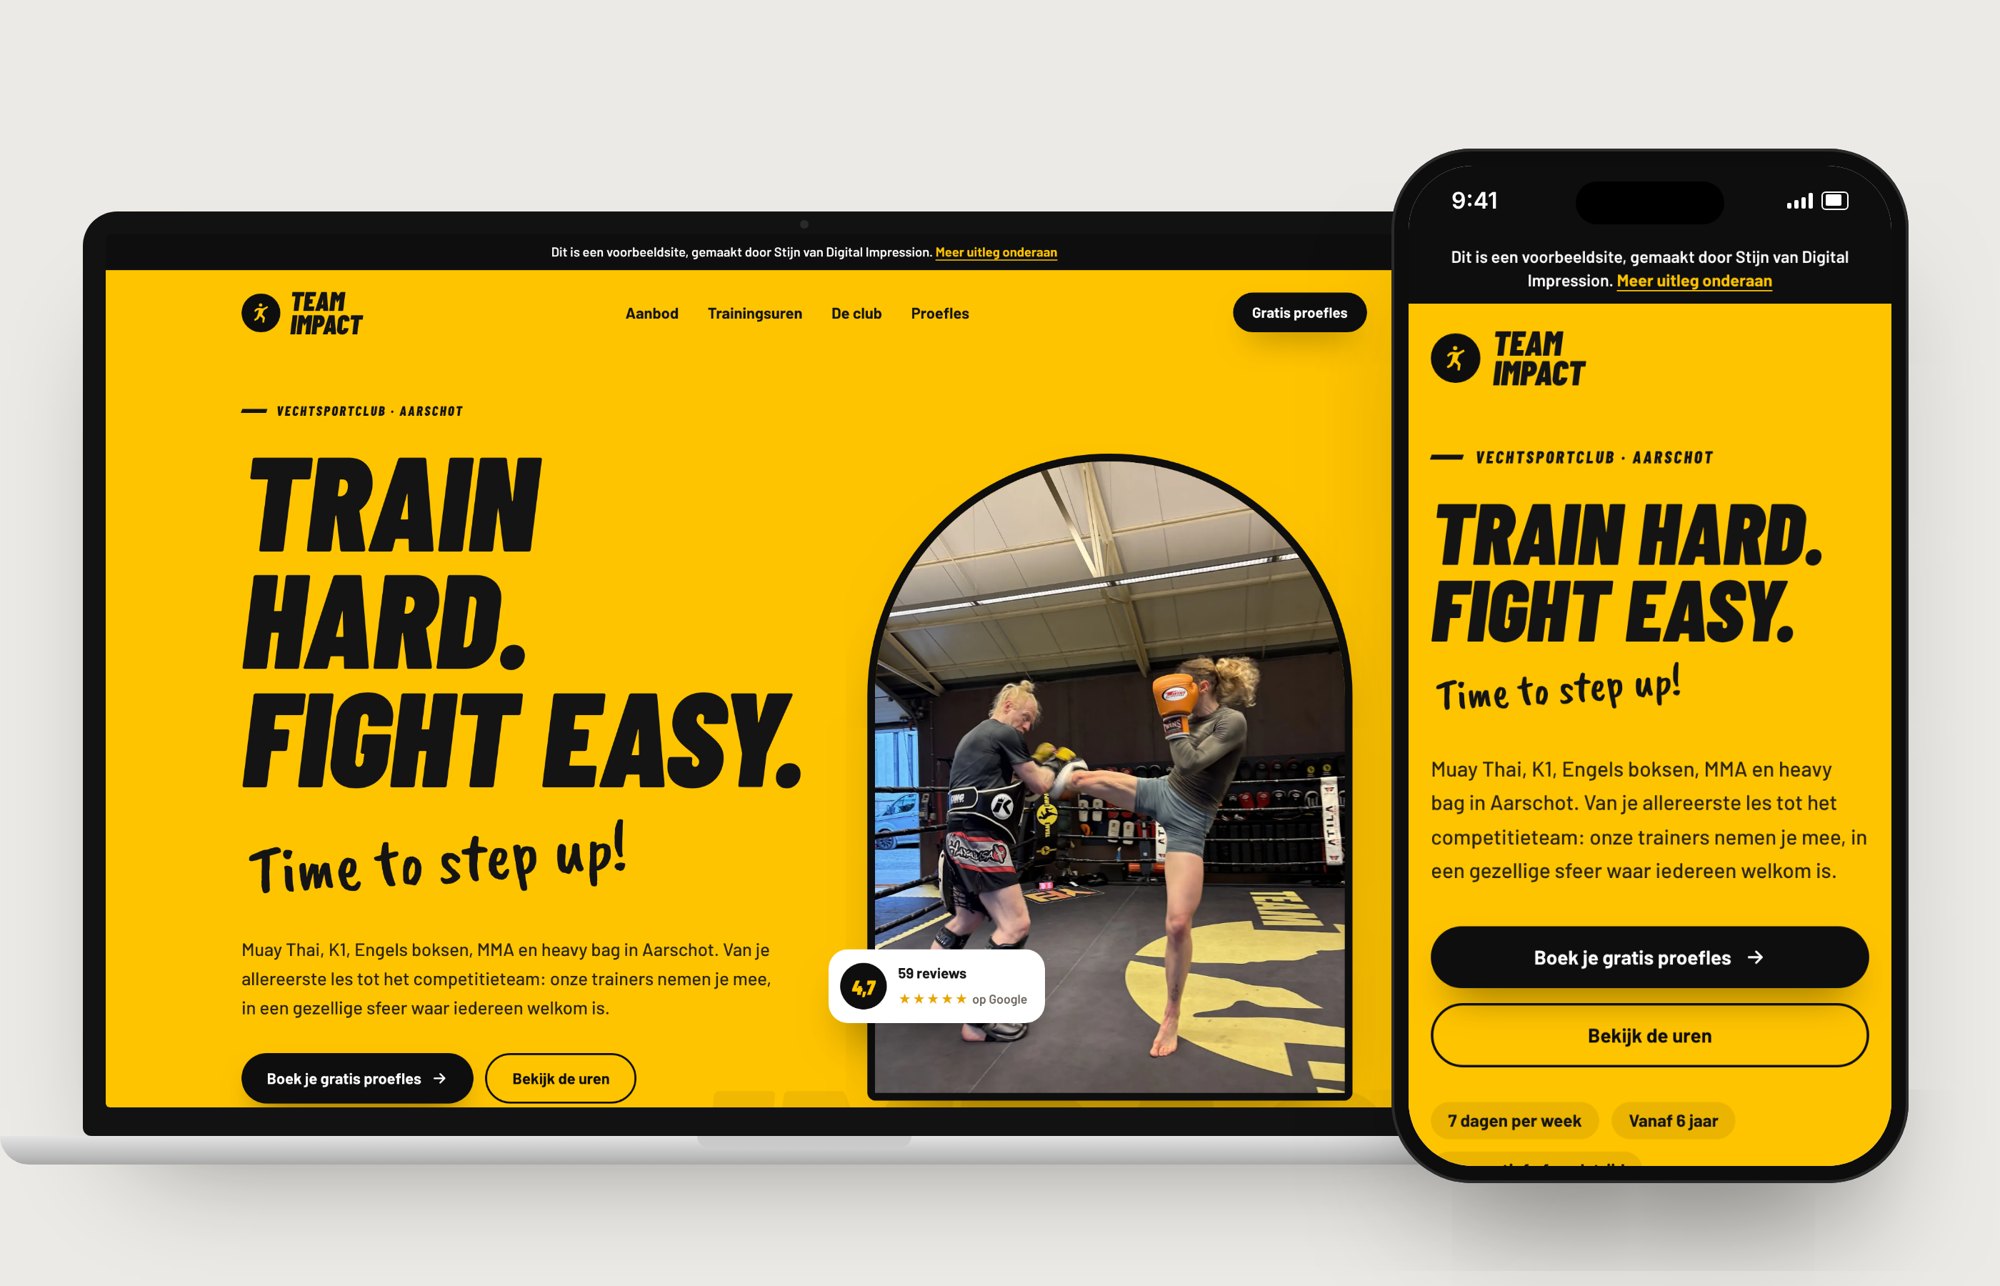 Dit is een voorbeeldsite, gemaakt door Stijn van Digital Impression. Meer uitleg onderaan
TEAM
IMPACT
Aanbod Trainingsuren De club Proefles
Gratis proefles
VECHTSPORTCLUB · AARSCHOT
TRAIN
HARD.
FIGHT EASY.
Time to step up!
Muay Thai, K1, Engels boksen, MMA en heavy bag in Aarschot. Van je
allereerste les tot het competitieteam: onze trainers nemen je mee,
in een gezellige sfeer waar iedereen welkom is.
Boek je gratis proefles →
Bekijk de uren
4,7
59 reviews
★★★★★ op Google
ATILA
TEAM
9:41
Dit is een voorbeeldsite, gemaakt door Stijn van Digital
Impression. Meer uitleg onderaan
TEAM
IMPACT
VECHTSPORTCLUB · AARSCHOT
TRAIN HARD.
FIGHT EASY.
Time to step up!
Muay Thai, K1, Engels boksen, MMA en heavy
bag in Aarschot. Van je allereerste les tot het
competitieteam: onze trainers nemen je mee, in
een gezellige sfeer waar iedereen welkom is.
Boek je gratis proefles →
Bekijk de uren
7 dagen per week
Vanaf 6 jaar